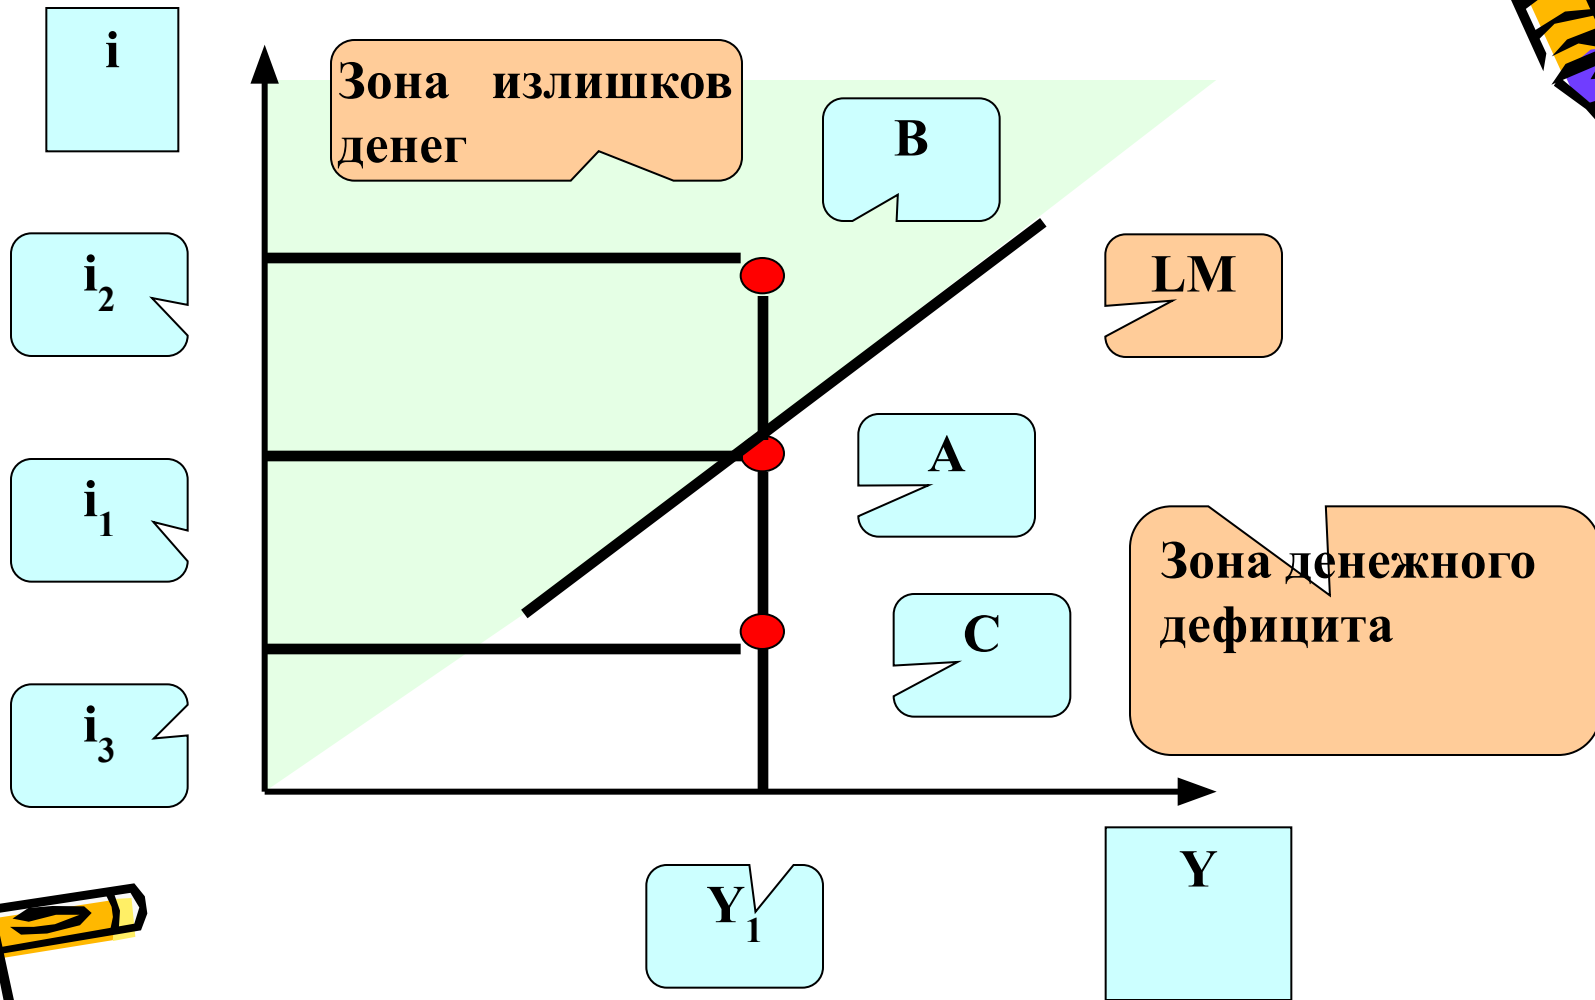 i
Зона излишков
денег
B
i2
LM
A
i1
Зона денежного
дефицита
C
i3
Y
Y1